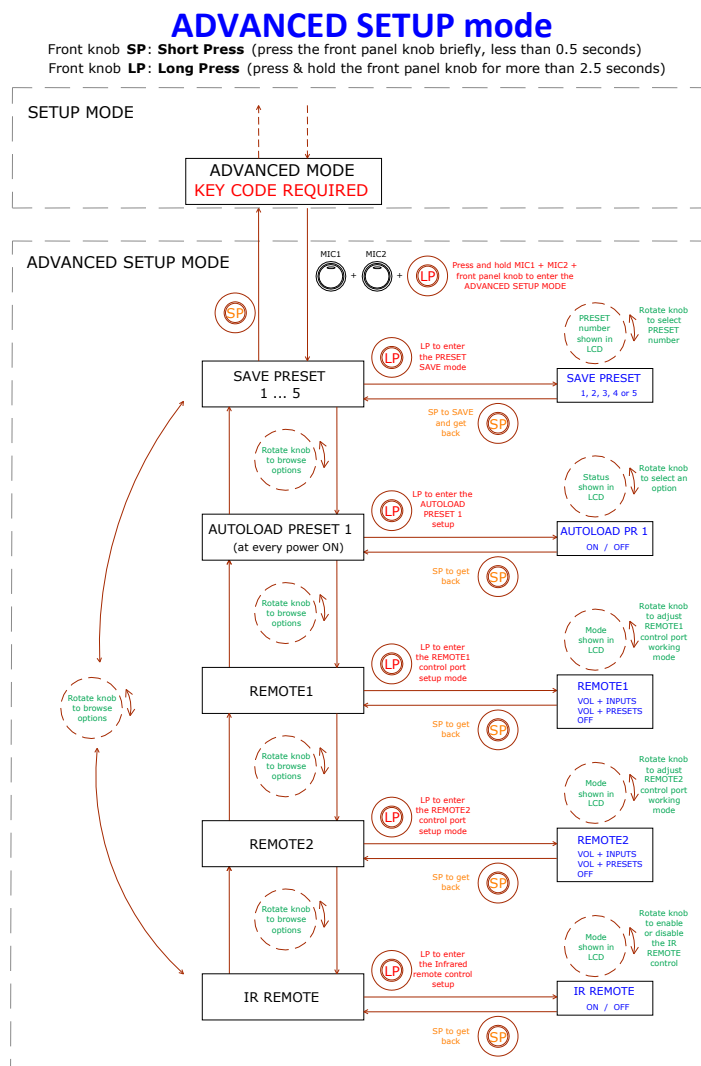 ADVANCED SETUP mode
Front knob SP: Short Press (press the front panel knob briefly, less than 0.5 seconds)
Front knob LP: Long Press (press & hold the front panel knob for more than 2.5 seconds)
SETUP MODE
ADVANCED MODE
KEY CODE REQUIRED
ADVANCED SETUP MODE
MIC1
MIC2
+
+
LP
Press and hold MIC1 + MIC2 +
front panel knob to enter the
ADVANCED SETUP MODE
SP
SAVE PRESET
1 ... 5
LP
LP to enter
the PRESET
SAVE mode
PRESET
number
shown in
LCD
Rotate knob
to select
PRESET
number
SAVE PRESET
1, 2, 3, 4 or 5
SP to SAVE
and get
back
SP
Rotate knob
to browse
options
AUTOLOAD PRESET 1
(at every power ON)
LP
LP to enter the
AUTOLOAD
PRESET 1
setup
Status
shown in
LCD
Rotate knob
to select an
option
AUTOLOAD PR 1
ON / OFF
SP to get
back
SP
Rotate knob
to browse
options
REMOTE1
LP
LP to enter
the REMOTE1
control port
setup mode
Mode
shown in
LCD
Rotate knob
to adjust
REMOTE1
control port
working
mode
REMOTE1
VOL + INPUTS
VOL + PRESETS
OFF
SP to get
back
SP
Rotate knob
to browse
options
Rotate knob
to browse
options
REMOTE2
LP
LP to enter
the REMOTE2
control port
setup mode
Mode
shown in
LCD
Rotate knob
to adjust
REMOTE2
control port
working
mode
REMOTE2
VOL + INPUTS
VOL + PRESETS
OFF
SP to get
back
SP
Rotate knob
to browse
options
IR REMOTE
LP
LP to enter
the Infrared
remote control
setup
Mode
shown in
LCD
Rotate knob
to enable
or disable
the IR
REMOTE
control
IR REMOTE
ON / OFF
SP to get
back
SP